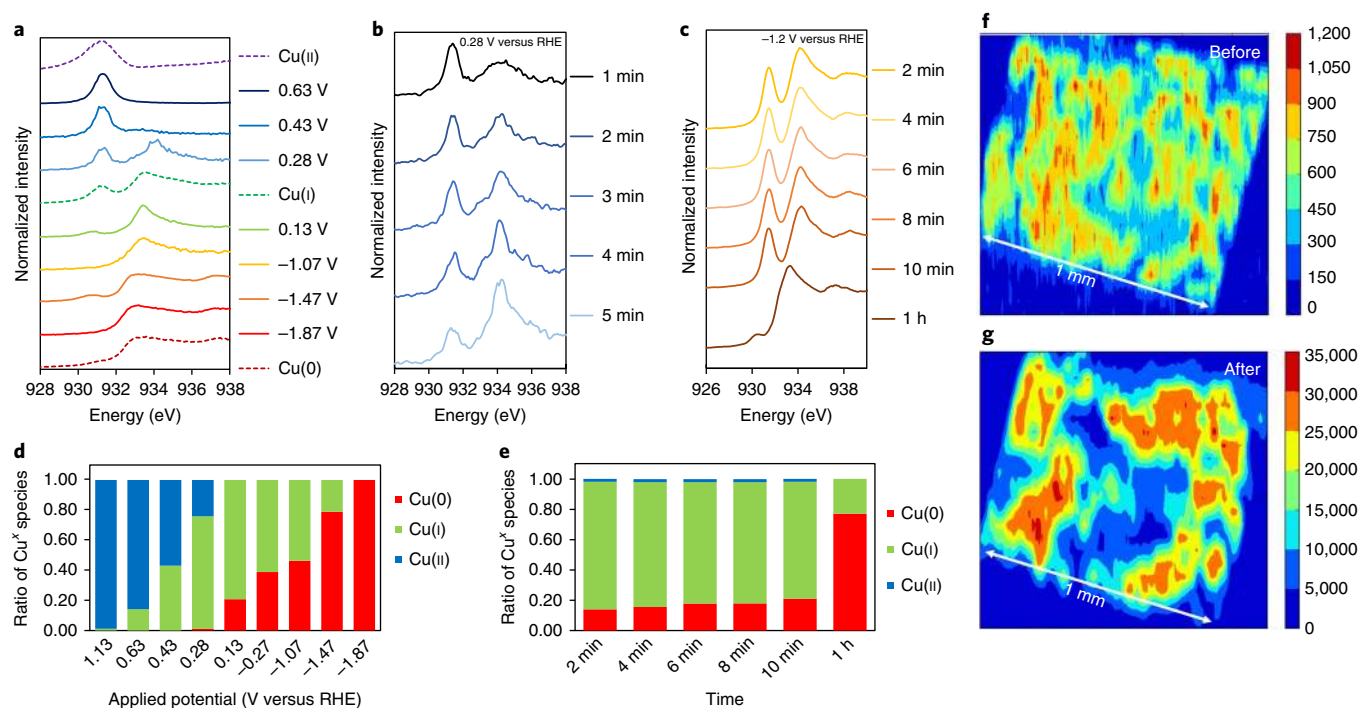 a
Cu(II)
0.63 V
0.43 V
0.28 V
Cu(I)
0.13 V
−1.07 V
−1.47 V
−1.87 V
Cu(0)
Normalized intensity
928 930 932 934 936 938
Energy (eV)
b
0.28 V versus RHE
1 min
2 min
3 min
4 min
5 min
Normalized intensity
928 930 932 934 936 938
Energy (eV)
c
−1.2 V versus RHE
2 min
4 min
6 min
8 min
10 min
1 h
Normalized intensity
926 930 934 938
Energy (eV)
d
1.00
0.80
0.60
0.40
0.20
0.00
Ratio of Cuˣ species
Cu(0)
Cu(I)
Cu(II)
1.13 0.63 0.43 0.28 0.13 −0.27 −1.07 −1.47 −1.87
Applied potential (V versus RHE)
e
1.00
0.80
0.60
0.40
0.20
0.00
Ratio of Cuˣ species
Cu(0)
Cu(I)
Cu(II)
2 min 4 min 6 min 8 min 10 min 1 h
Time
f
Before
1 mm
1,200
1,050
900
750
600
450
300
150
0
g
After
1 mm
35,000
30,000
25,000
20,000
15,000
10,000
5,000
0